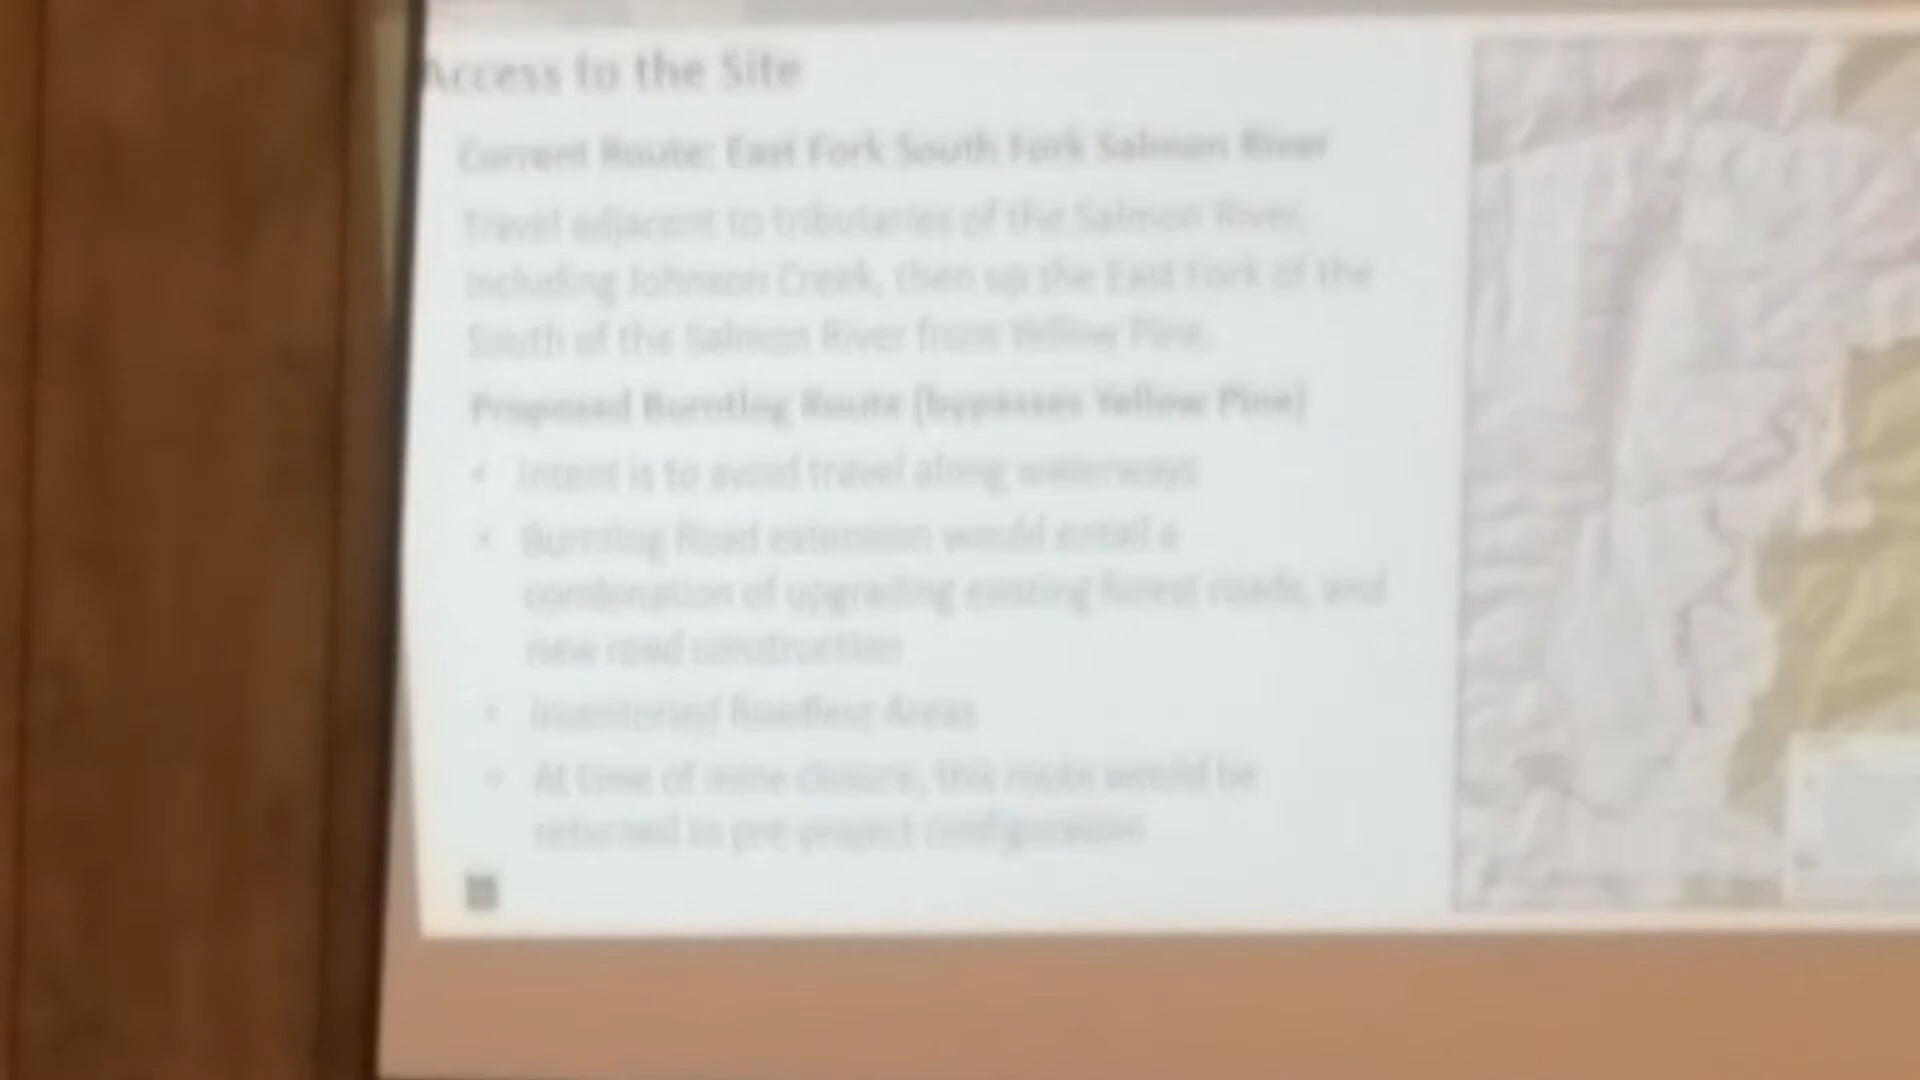 Access to the Site
Current Route: East Fork South Fork Salmon River
Travel adjacent to tributaries of the Salmon River,
including Johnson Creek, then up the East Fork of the
South of the Salmon River from Yellow Pine.
Proposed Burntlog Route (bypasses Yellow Pine)
• Intent is to avoid travel along waterways
• Burntlog Road extension would entail a
combination of upgrading existing forest roads, and
new road construction
• Inventoried Roadless Areas
• At time of mine closure, this route would be
returned to pre-project configuration